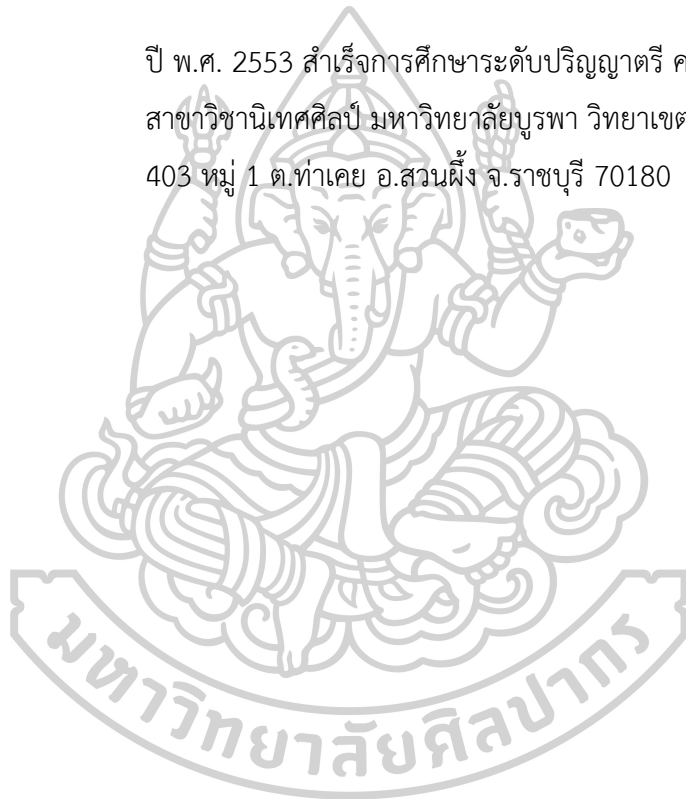 ปี พ.ศ. 2553 สำเร็จการศึกษาระดับปริญญาตรี
สาขาวิชานิเทศศิลป์ มหาวิทยาลัยบูรพา วิทยาเขต
403 หมู่ 1 ต.ท่าเคย อ.สวนผึ้ง จ.ราชบุรี 70180
มหาวิทยาลัยศิลปากร